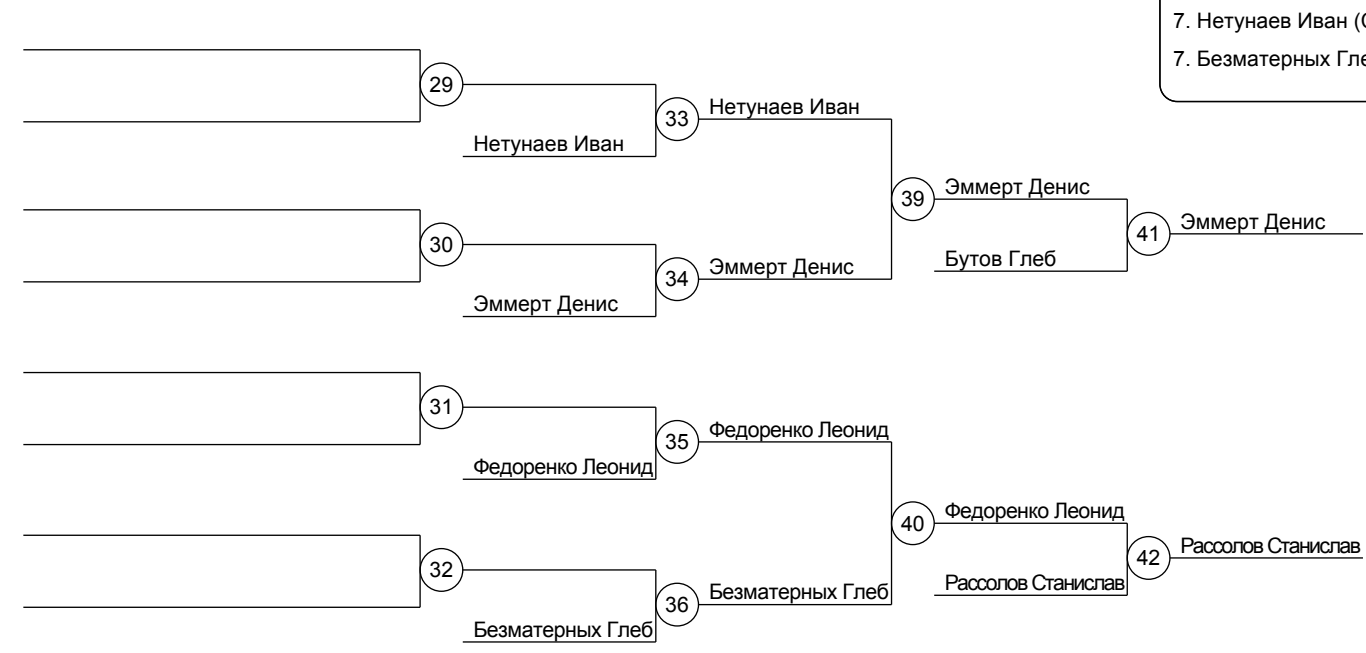 7. Нетунаев Иван (
7. Безматерных Гле
29
33 Нетунаев Иван
Нетунаев Иван
39 Эммерт Денис
30
41 Эммерт Денис
34 Эммерт Денис
Бутов Глеб
Эммерт Денис
31
35 Федоренко Леонид
Федоренко Леонид
40 Федоренко Леонид
32
42 Рассолов Станислав
36 Безматерных Глеб
Рассолов Станислав
Безматерных Глеб